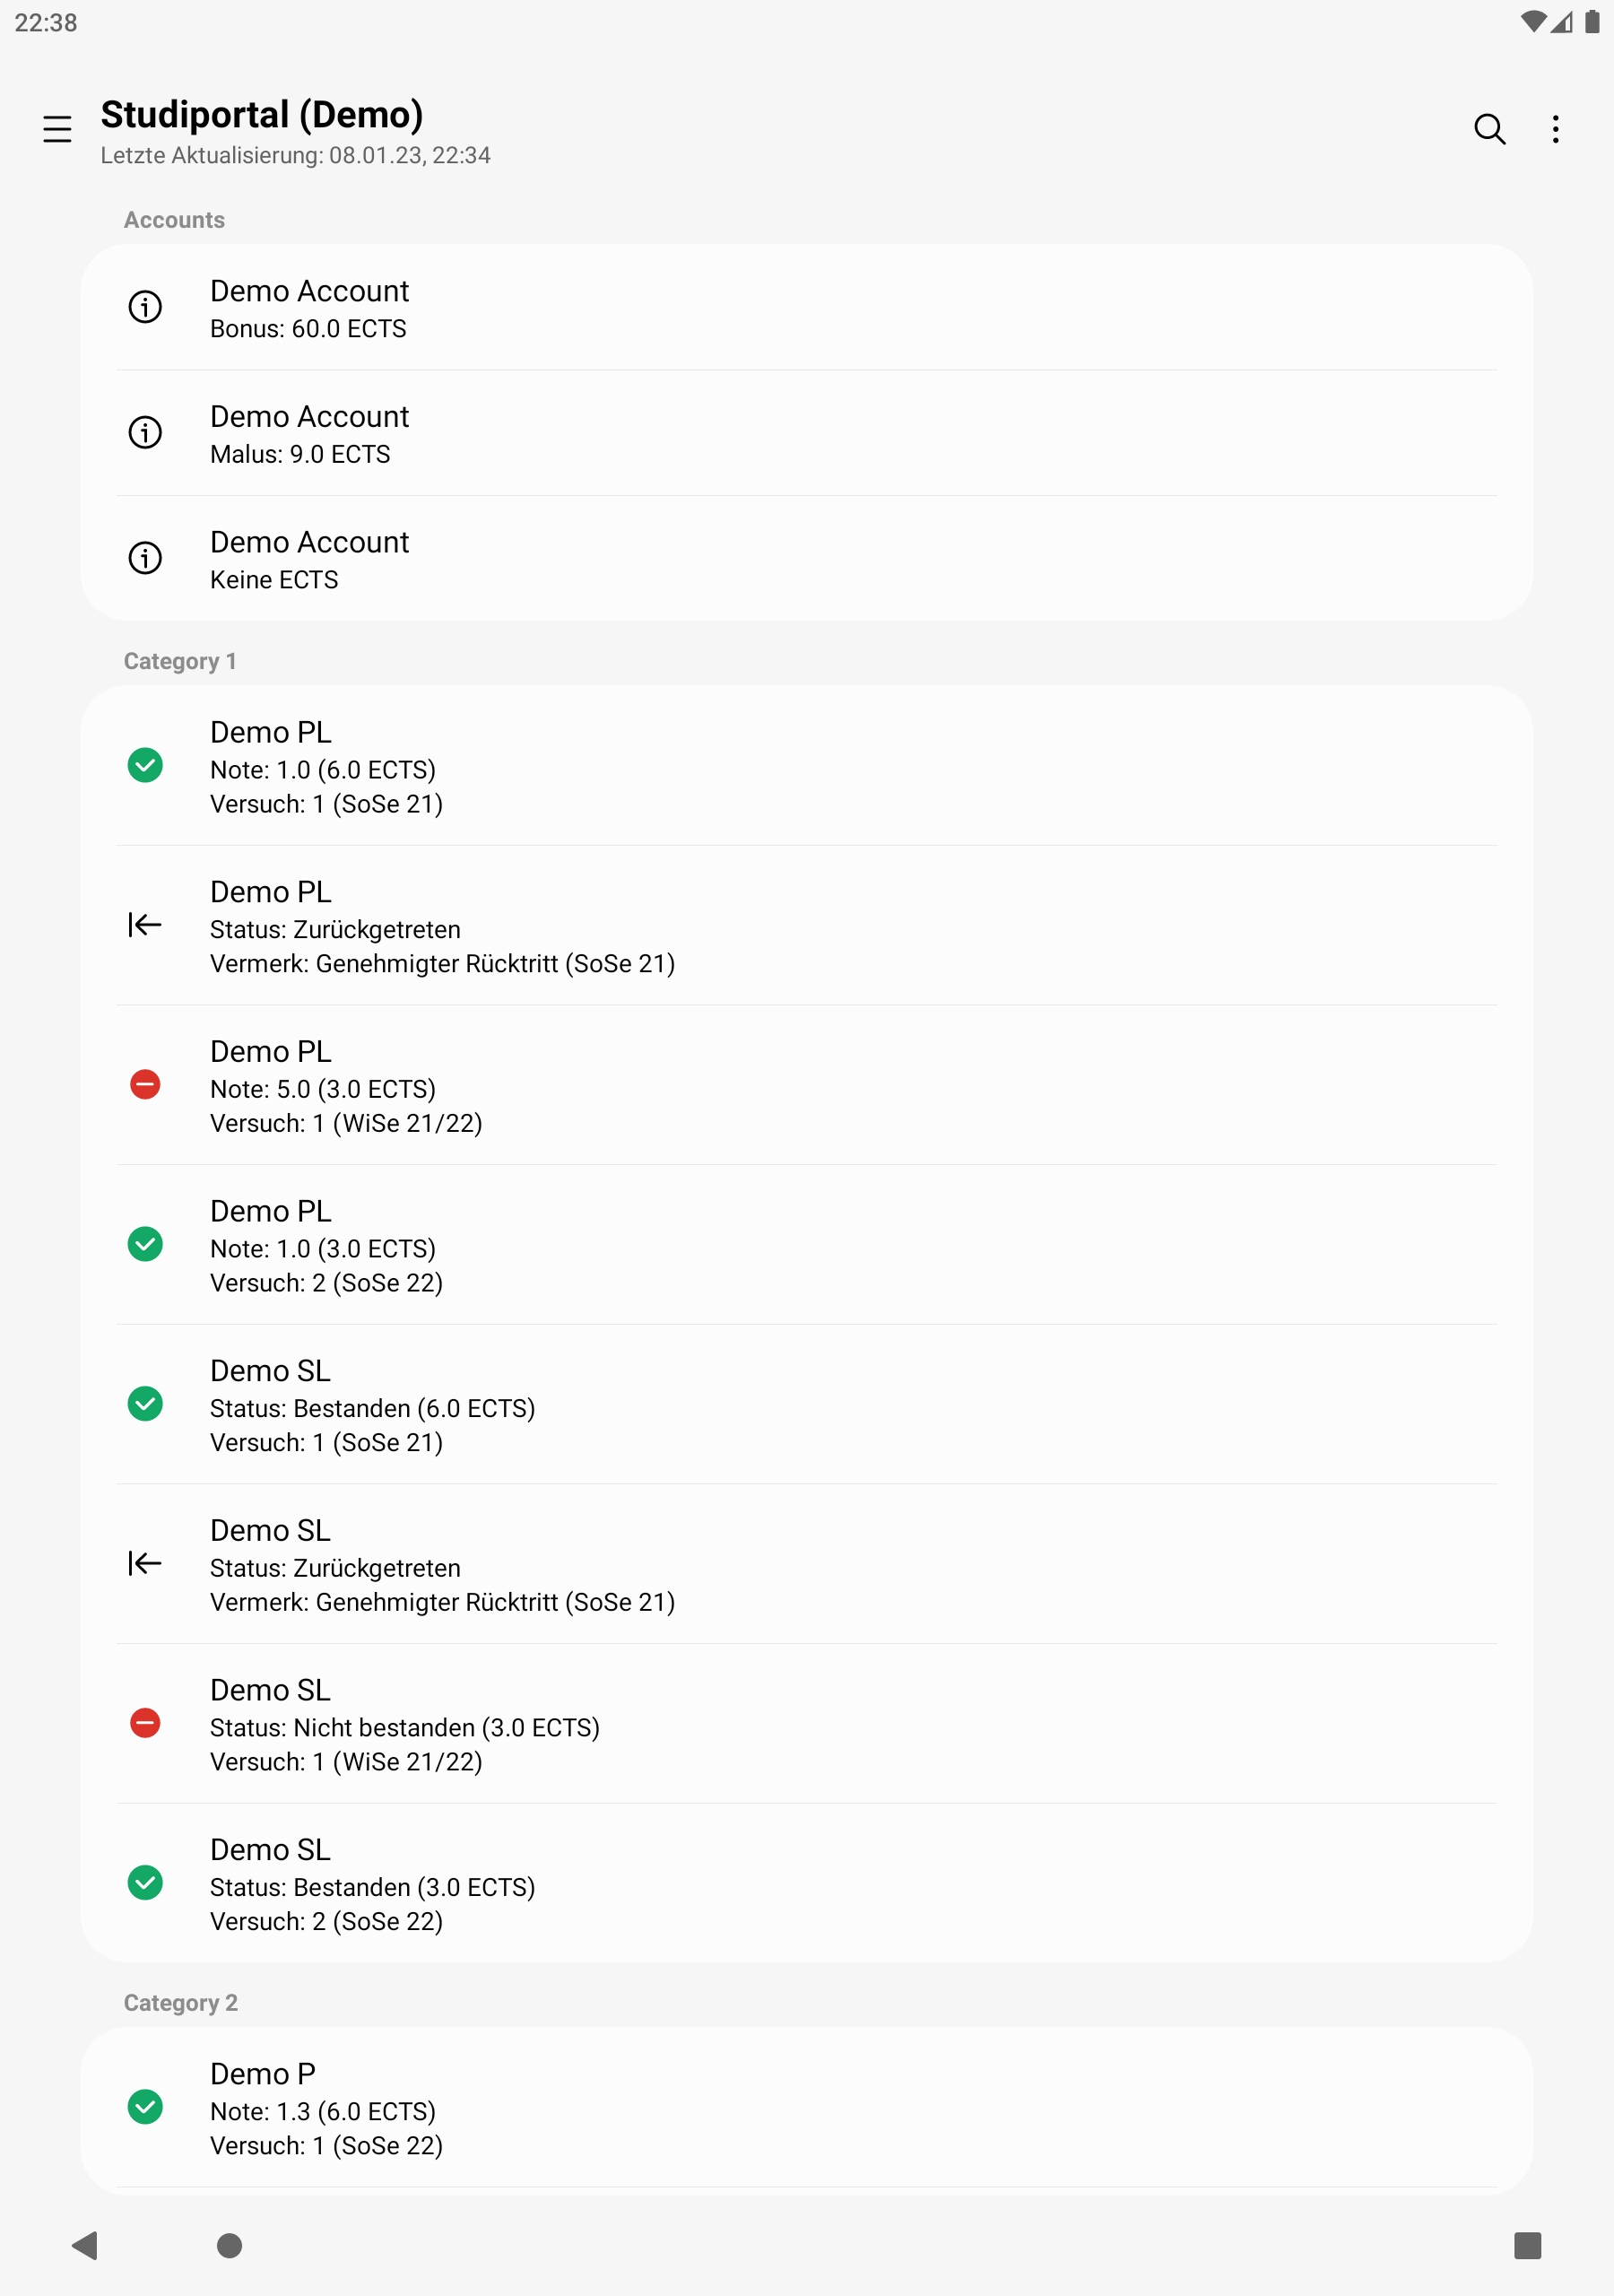 22:38
Studiportal (Demo)
Letzte Aktualisierung: 08.01.23, 22:34
Accounts
Demo Account
Bonus: 60.0 ECTS
Demo Account
Malus: 9.0 ECTS
Demo Account
Keine ECTS
Category 1
Demo PL
Note: 1.0 (6.0 ECTS)
Versuch: 1 (SoSe 21)
Demo PL
Status: Zurückgetreten
Vermerk: Genehmigter Rücktritt (SoSe 21)
Demo PL
Note: 5.0 (3.0 ECTS)
Versuch: 1 (WiSe 21/22)
Demo PL
Note: 1.0 (3.0 ECTS)
Versuch: 2 (SoSe 22)
Demo SL
Status: Bestanden (6.0 ECTS)
Versuch: 1 (SoSe 21)
Demo SL
Status: Zurückgetreten
Vermerk: Genehmigter Rücktritt (SoSe 21)
Demo SL
Status: Nicht bestanden (3.0 ECTS)
Versuch: 1 (WiSe 21/22)
Demo SL
Status: Bestanden (3.0 ECTS)
Versuch: 2 (SoSe 22)
Category 2
Demo P
Note: 1.3 (6.0 ECTS)
Versuch: 1 (SoSe 22)